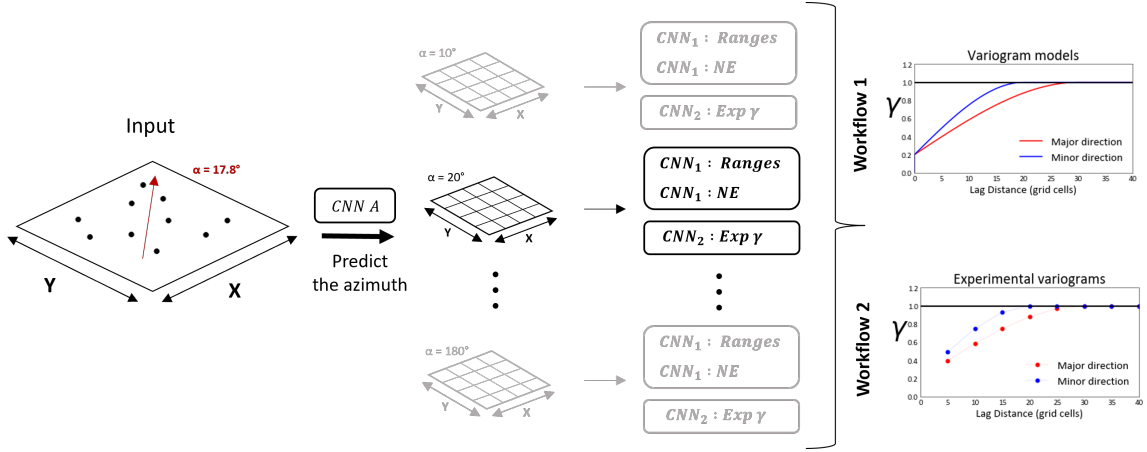 Input
α = 17.8°
Y
X
CNN A
Predict
the azimuth
α = 10°
Y
X
CNN₁ : Ranges
CNN₁ : NE
CNN₂ : Exp γ
α = 20°
Y
X
CNN₁ : Ranges
CNN₁ : NE
CNN₂ : Exp γ
α = 180°
Y
X
CNN₁ : Ranges
CNN₁ : NE
CNN₂ : Exp γ
Workflow 1
Variogram models
γ
1.2
1.0
0.8
0.6
0.4
0.2
0.0
Major direction
Minor direction
0 5 10 15 20 25 30 35 40
Lag Distance (grid cells)
Workflow 2
Experimental variograms
γ
1.2
1.0
0.8
0.6
0.4
0.2
0.0
Major direction
Minor direction
0 5 10 15 20 25 30 35 40
Lag Distance (grid cells)